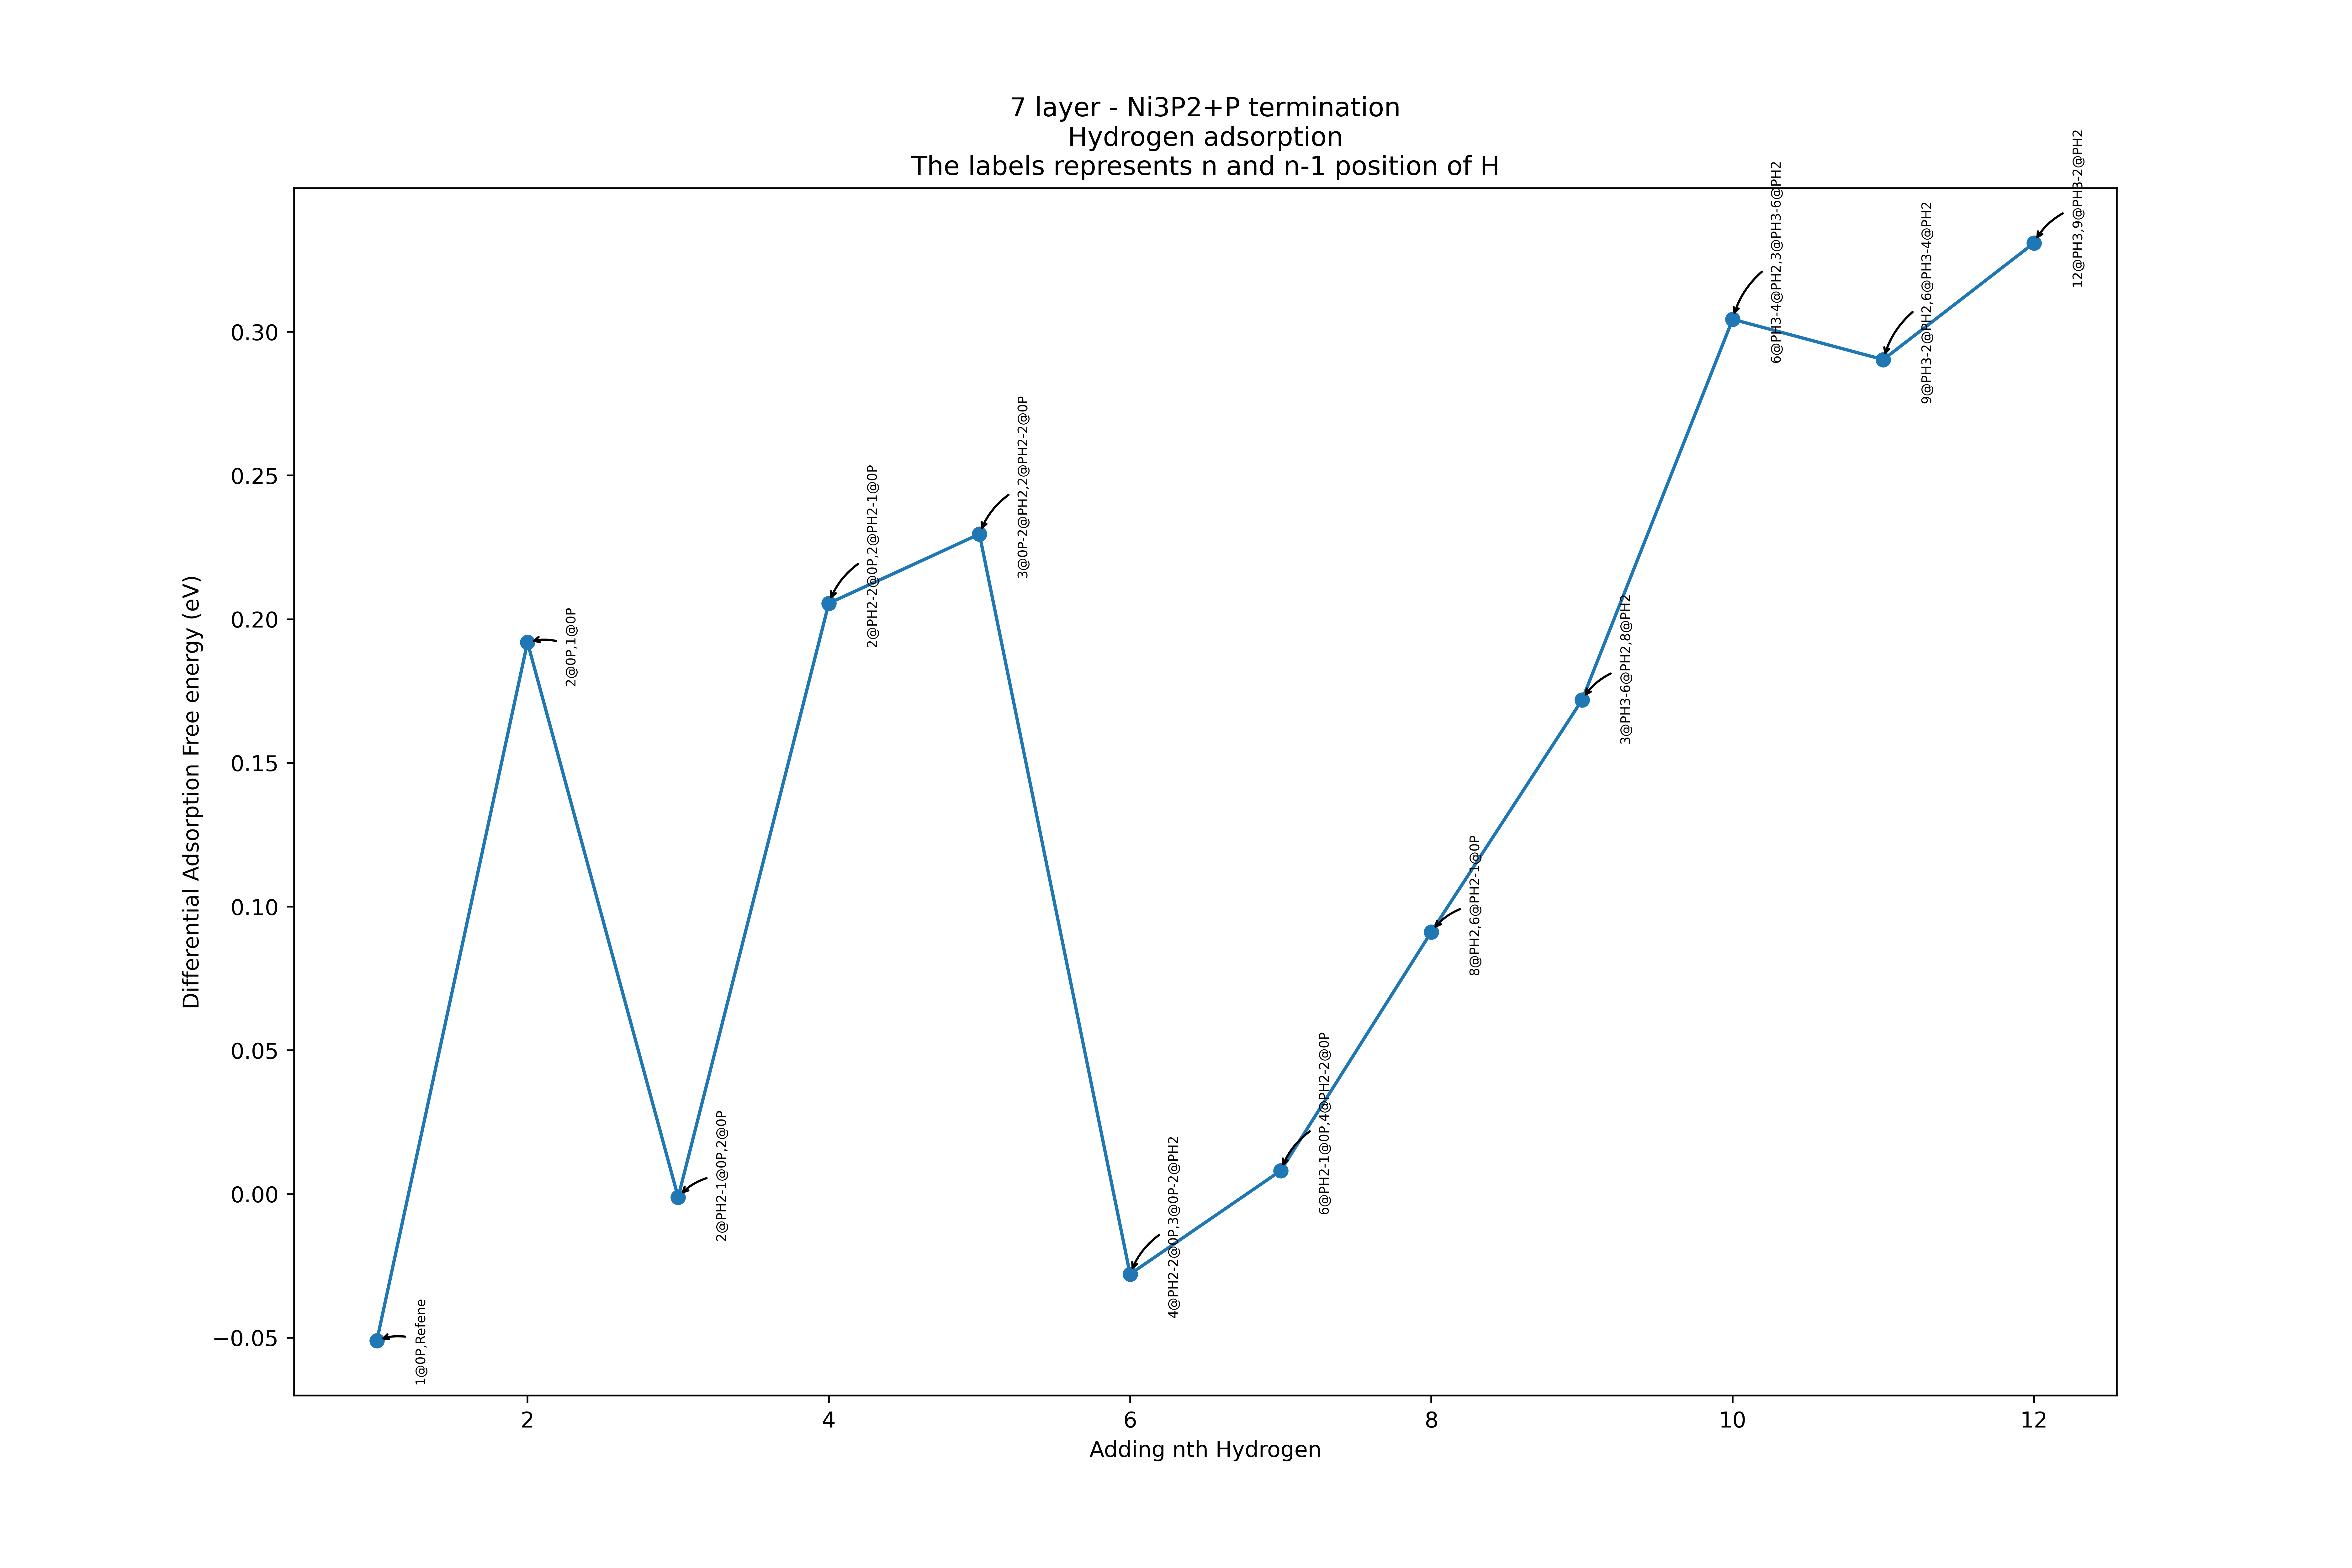 7 layer - Ni3P2+P termination
Hydrogen adsorption
The labels represents n and n-1 position of H
Differential Adsorption Free energy (eV)
0.30
0.25
0.20
0.15
0.10
0.05
0.00
−0.05
1@0P,Refene
2@0P,1@0P
2@PH2-1@0P,2@0P
2@PH2-2@0P,2@PH2-1@0P
3@0P-2@PH2,2@PH2-2@0P
4@PH2-2@0P,3@0P-2@PH2
6@PH2-1@0P,4@PH2-2@0P
8@PH2,6@PH2-1@0P
3@PH3-6@PH2,8@PH2
6@PH3-4@PH2,3@PH3-6@PH2
9@PH3-2@PH2,6@PH3-4@PH2
12@PH3,9@PH3-2@PH2
2
4
6
8
10
12
Adding nth Hydrogen